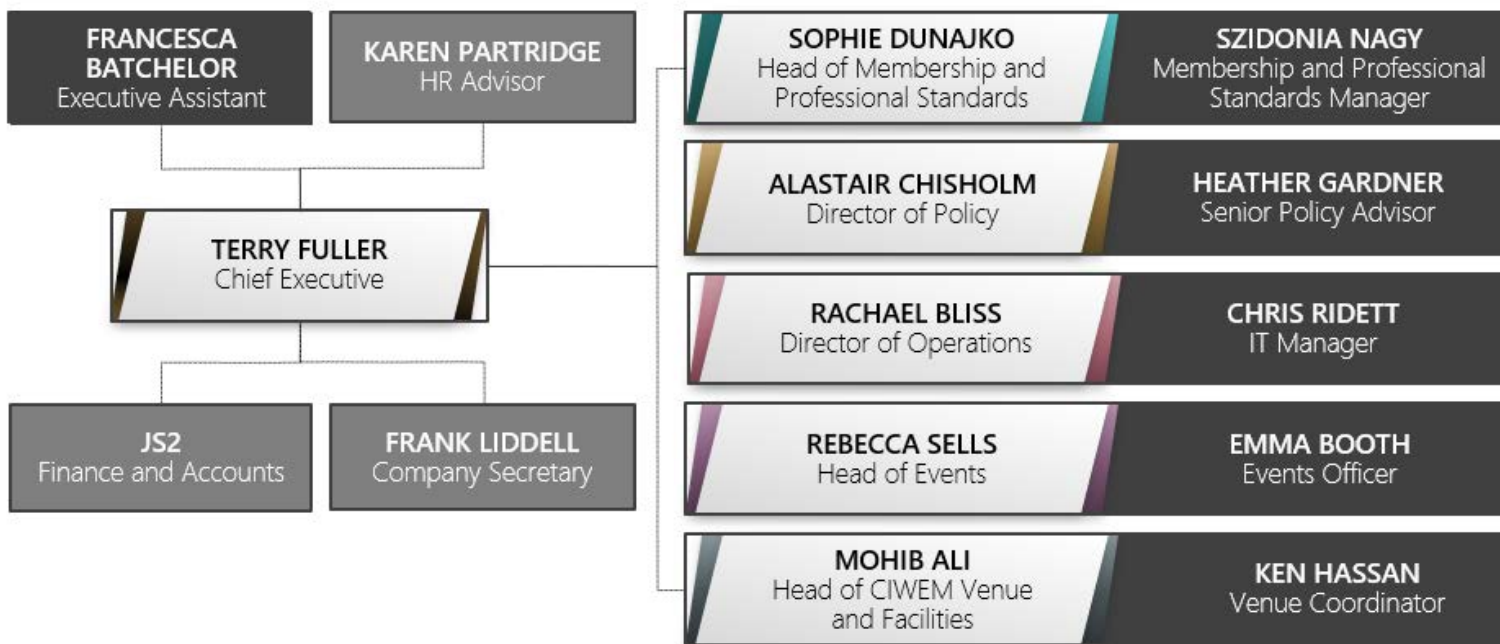 FRANCESCA
BATCHELOR
Executive Assistant
KAREN PARTRIDGE
HR Advisor
TERRY FULLER
Chief Executive
JS2
Finance and Accounts
FRANK LIDDELL
Company Secretary
SOPHIE DUNAJKO
Head of Membership and
Professional Standards
SZIDONIA NAGY
Membership and Professional
Standards Manager
ALASTAIR CHISHOLM
Director of Policy
HEATHER GARDNER
Senior Policy Advisor
RACHAEL BLISS
Director of Operations
CHRIS RIDETT
IT Manager
REBECCA SELLS
Head of Events
EMMA BOOTH
Events Officer
MOHIB ALI
Head of CIWEM Venue
and Facilities
KEN HASSAN
Venue Coordinator